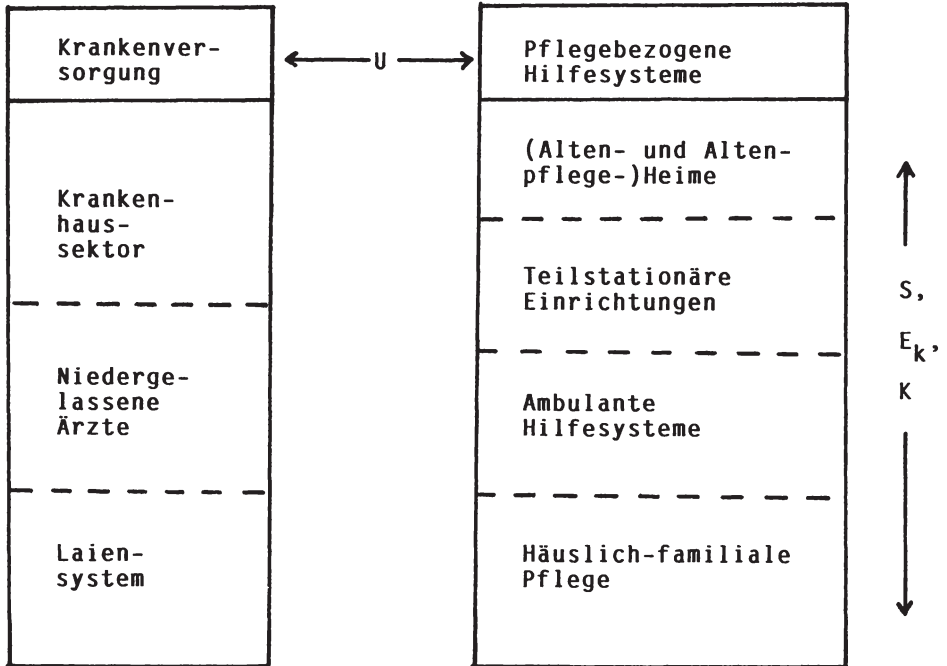 Krankenver-
sorgung
U
Pflegebezogene
Hilfesysteme
Kranken-
haus-
sektor
Niederge-
lassene
Ärzte
Laien-
system
(Alten- und Alten-
pflege-)Heime
Teilstationäre
Einrichtungen
Ambulante
Hilfesysteme
Häuslich-familiale
Pflege
S,
E_k,
K